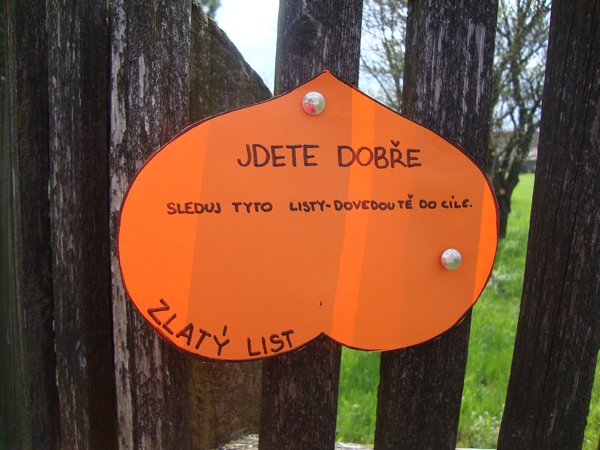 JDETE DOBŘE
SLEDUJ TYTO LISTY-DOVEDOU TĚ DO CÍLE.
ZLATÝ LIST